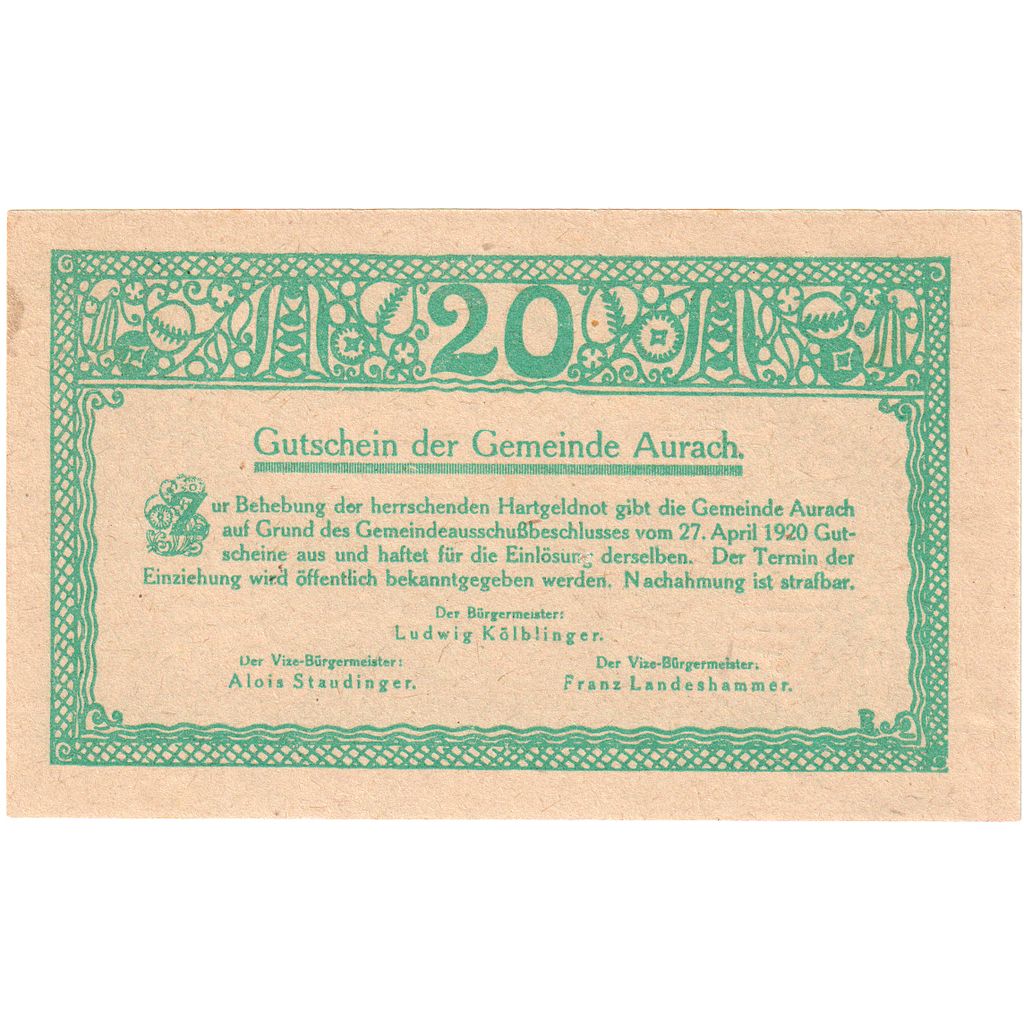 20
Gutschein der Gemeinde Aurach.
Zur Behebung der herrschenden Hartgeldnot gibt die Gemeinde Aurach
auf Grund des Gemeindeausschußbeschlusses vom 27. April 1920 Gut-
scheine aus und haftet für die Einlösung derselben. Der Termin der
Einziehung wird öffentlich bekanntgegeben werden. Nachahmung ist strafbar.
Der Bürgermeister:
Ludwig Kölblinger.
Der Vize-Bürgermeister: Der Vize-Bürgermeister:
Alois Staudinger. Franz Landeshammer.
R.